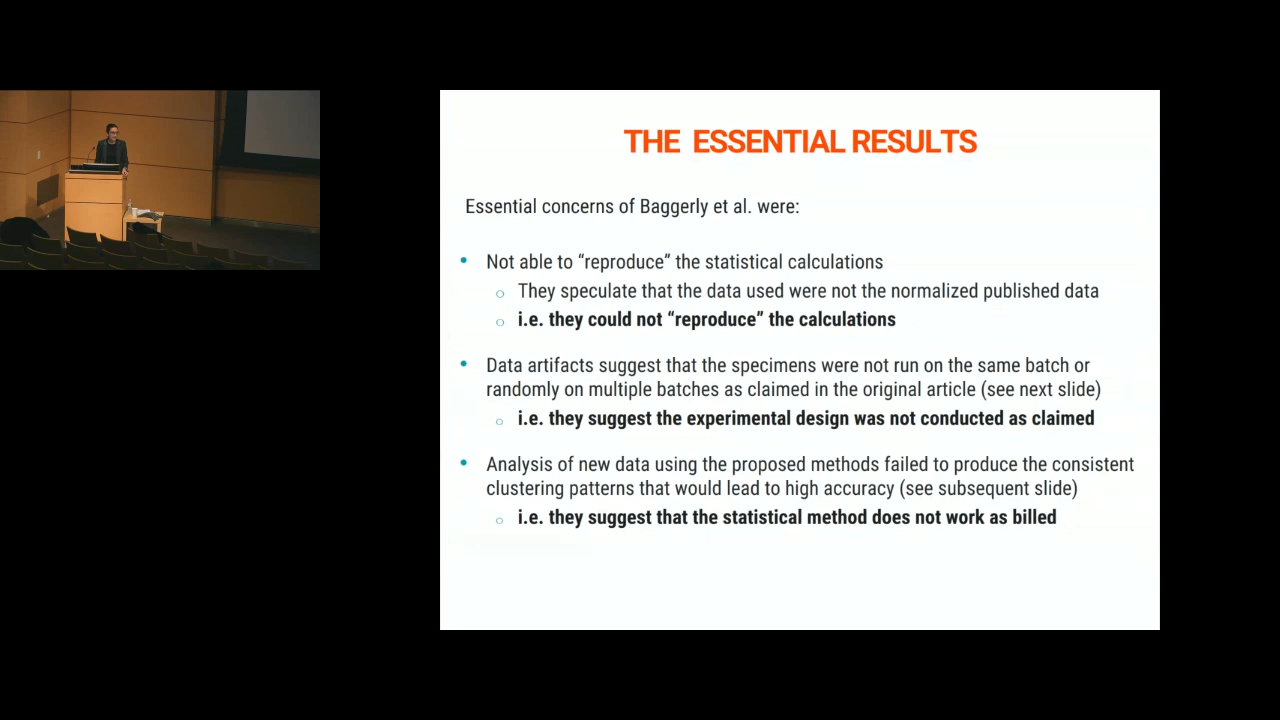 THE ESSENTIAL RESULTS
Essential concerns of Baggerly et al. were:
• Not able to “reproduce” the statistical calculations
○ They speculate that the data used were not the normalized published data
○ i.e. they could not “reproduce” the calculations
• Data artifacts suggest that the specimens were not run on the same batch or
randomly on multiple batches as claimed in the original article (see next slide)
○ i.e. they suggest the experimental design was not conducted as claimed
• Analysis of new data using the proposed methods failed to produce the consistent
clustering patterns that would lead to high accuracy (see subsequent slide)
○ i.e. they suggest that the statistical method does not work as billed